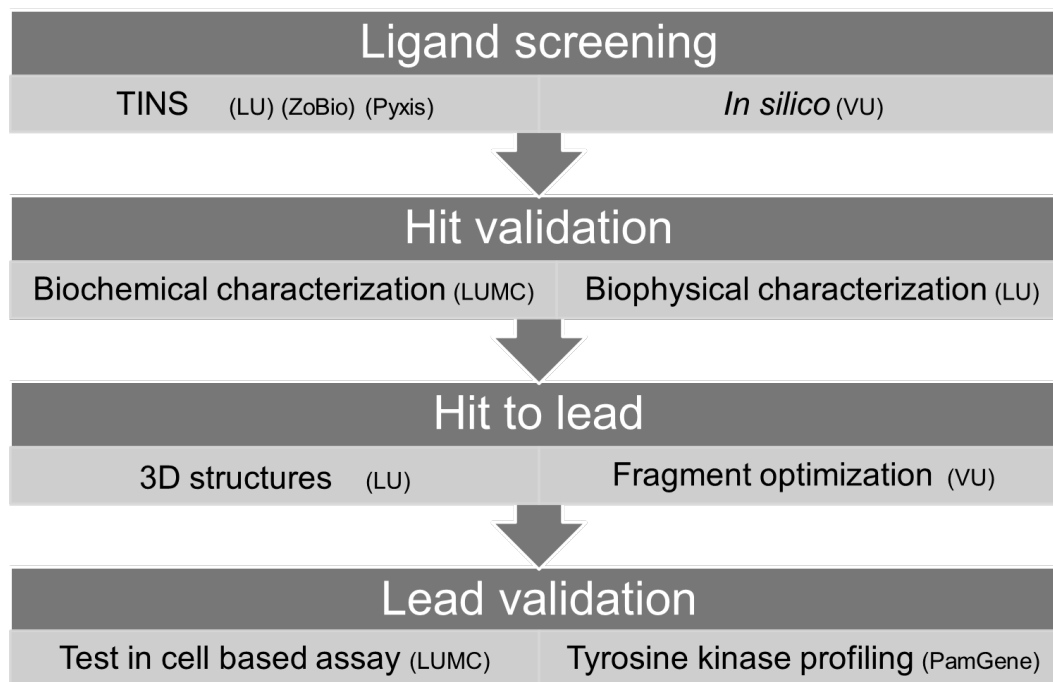 Ligand screening
TINS (LU) (ZoBio) (Pyxis)
In silico (VU)
Hit validation
Biochemical characterization (LUMC)
Biophysical characterization (LU)
Hit to lead
3D structures (LU)
Fragment optimization (VU)
Lead validation
Test in cell based assay (LUMC)
Tyrosine kinase profiling (PamGene)